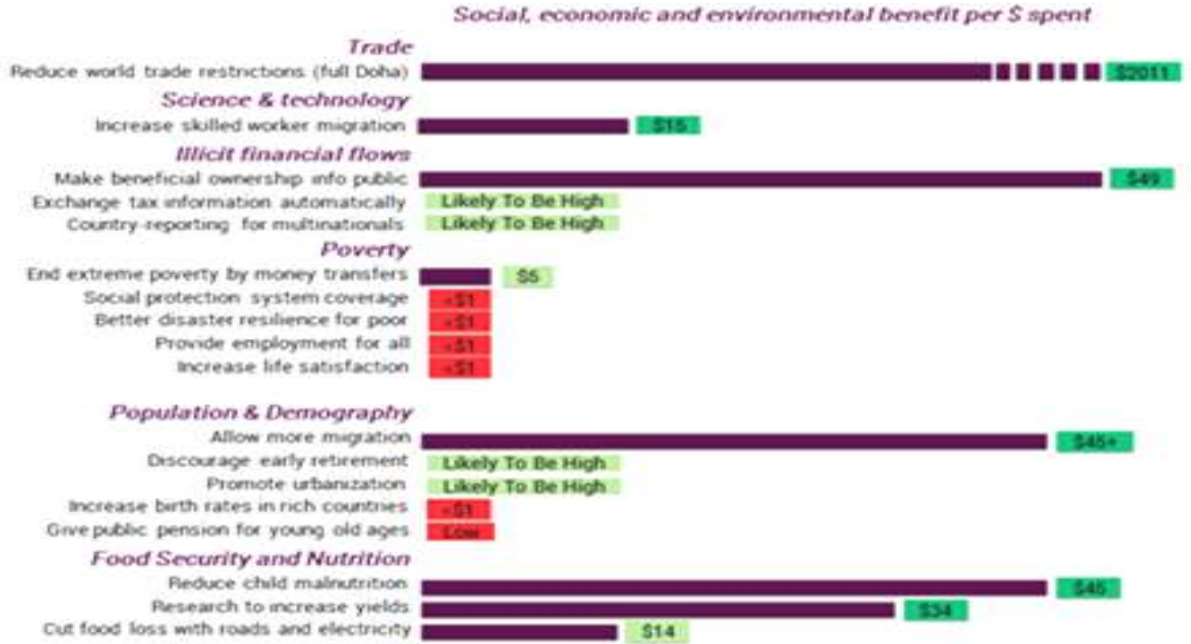 Social, economic and environmental benefit per $ spent
Trade
Reduce world trade restrictions (full Doha) $2011
Science & technology
Increase skilled worker migration $15
Illicit financial flows
Make beneficial ownership info public $49
Exchange tax information automatically Likely To Be High
Country-reporting for multinationals Likely To Be High
Poverty
End extreme poverty by money transfers $5
Social protection system coverage <$1
Better disaster resilience for poor <$1
Provide employment for all <$1
Increase life satisfaction <$1
Population & Demography
Allow more migration $45+
Discourage early retirement Likely To Be High
Promote urbanization Likely To Be High
Increase birth rates in rich countries <$1
Give public pension for young old ages Low
Food Security and Nutrition
Reduce child malnutrition $45
Research to increase yields $34
Cut food loss with roads and electricity $14